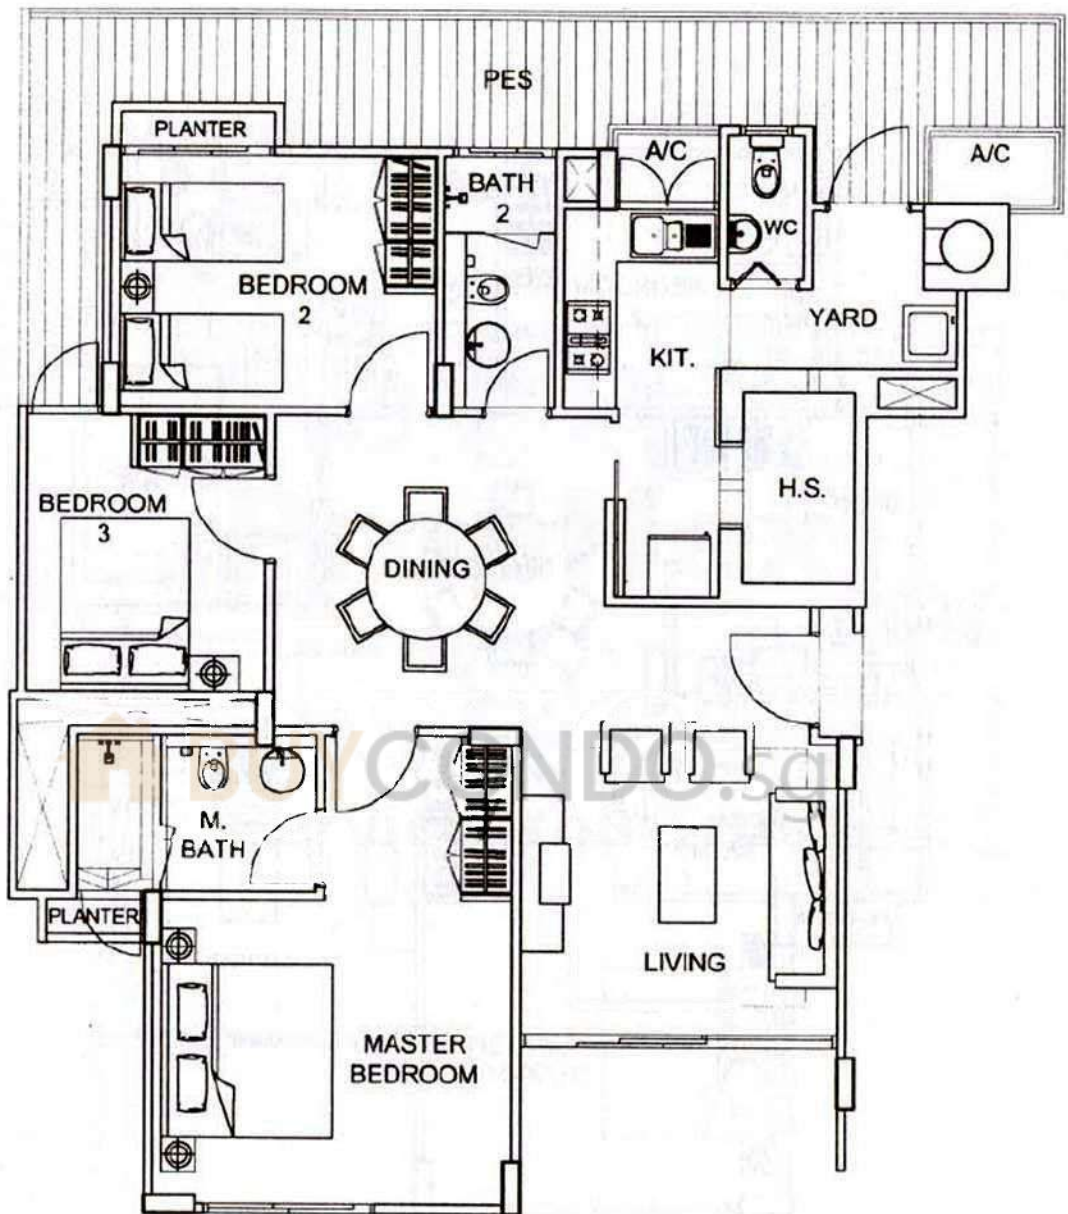 PES
PLANTER
A/C
A/C
BATH
2
WC
BEDROOM
2
YARD
KIT.
H.S.
BEDROOM
3
DINING
BUYCONDO.sg
M.
BATH
PLANTER
LIVING
MASTER
BEDROOM